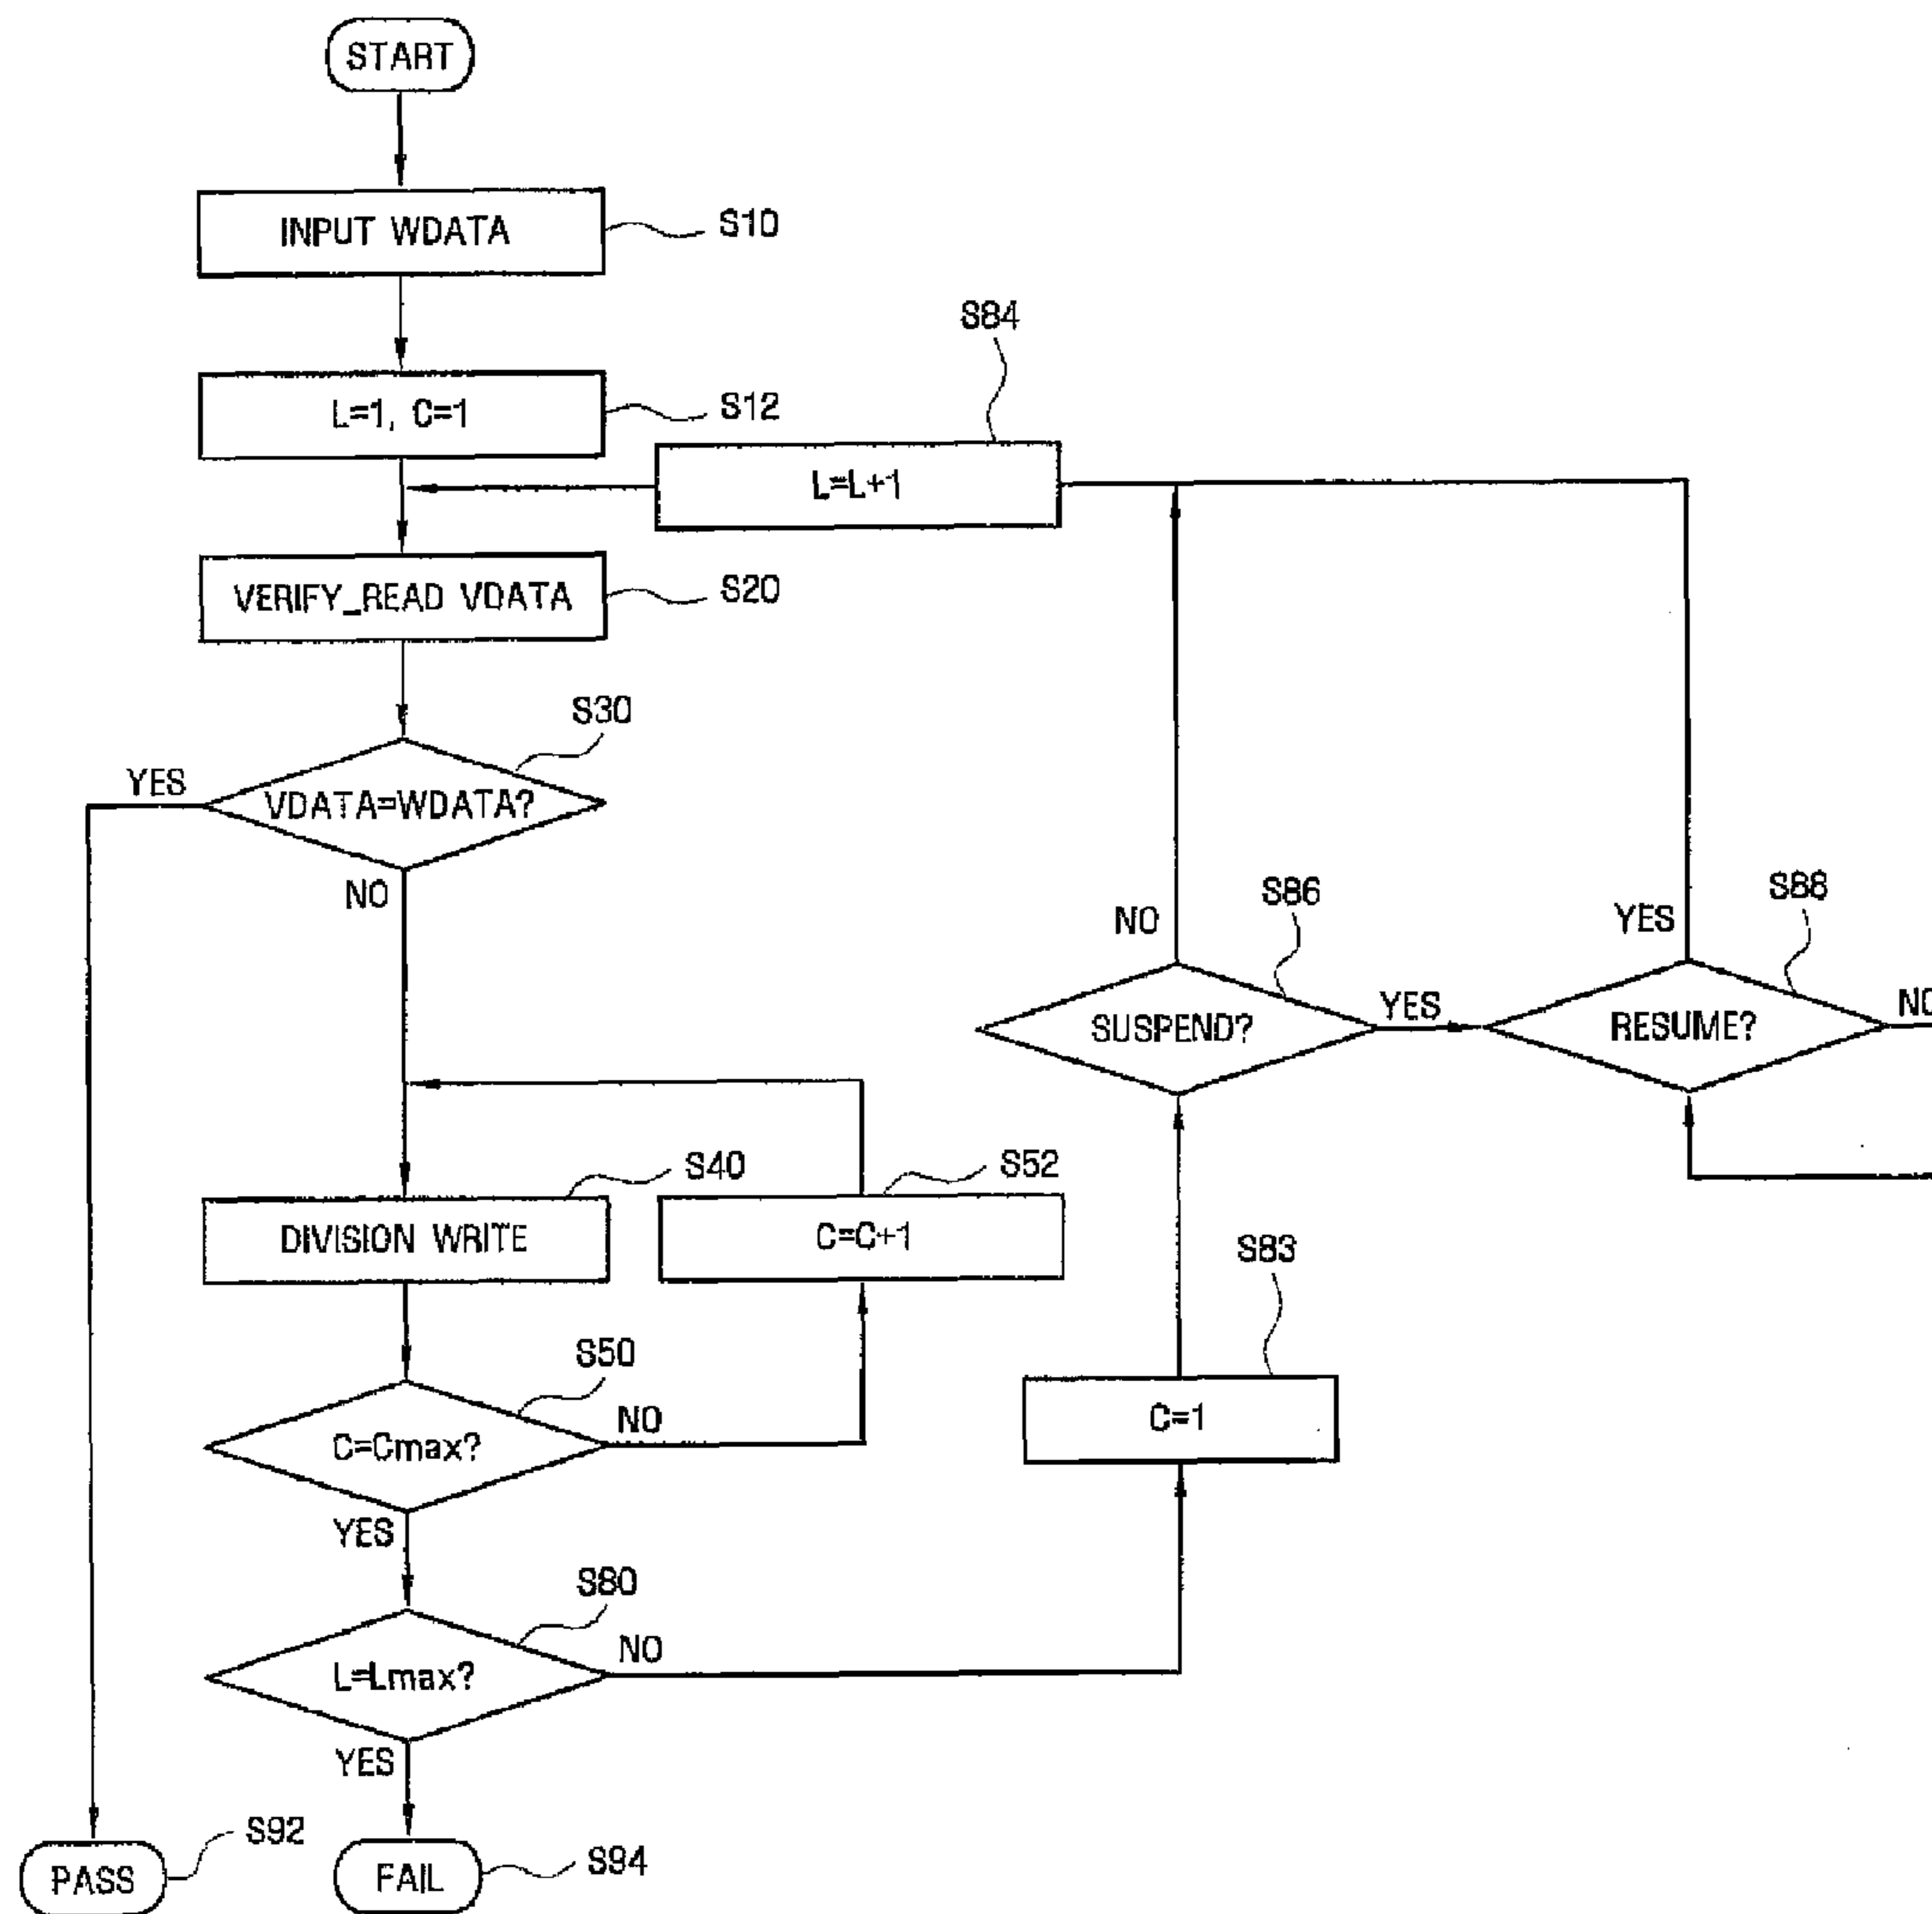 START
INPUT WDATA
S10
S84
L=1, C=1
S12
L=L+1
VERIFY_READ VDATA
S20
S30
YES
VDATA=WDATA?
NO
S86
S88
NO
YES
SUSPEND?
YES
RESUME?
NO
S40
S52
DIVISION WRITE
C=C+1
S83
S50
C=Cmax?
NO
C=1
YES
S80
L=Lmax?
NO
YES
S92
S94
PASS
FAIL